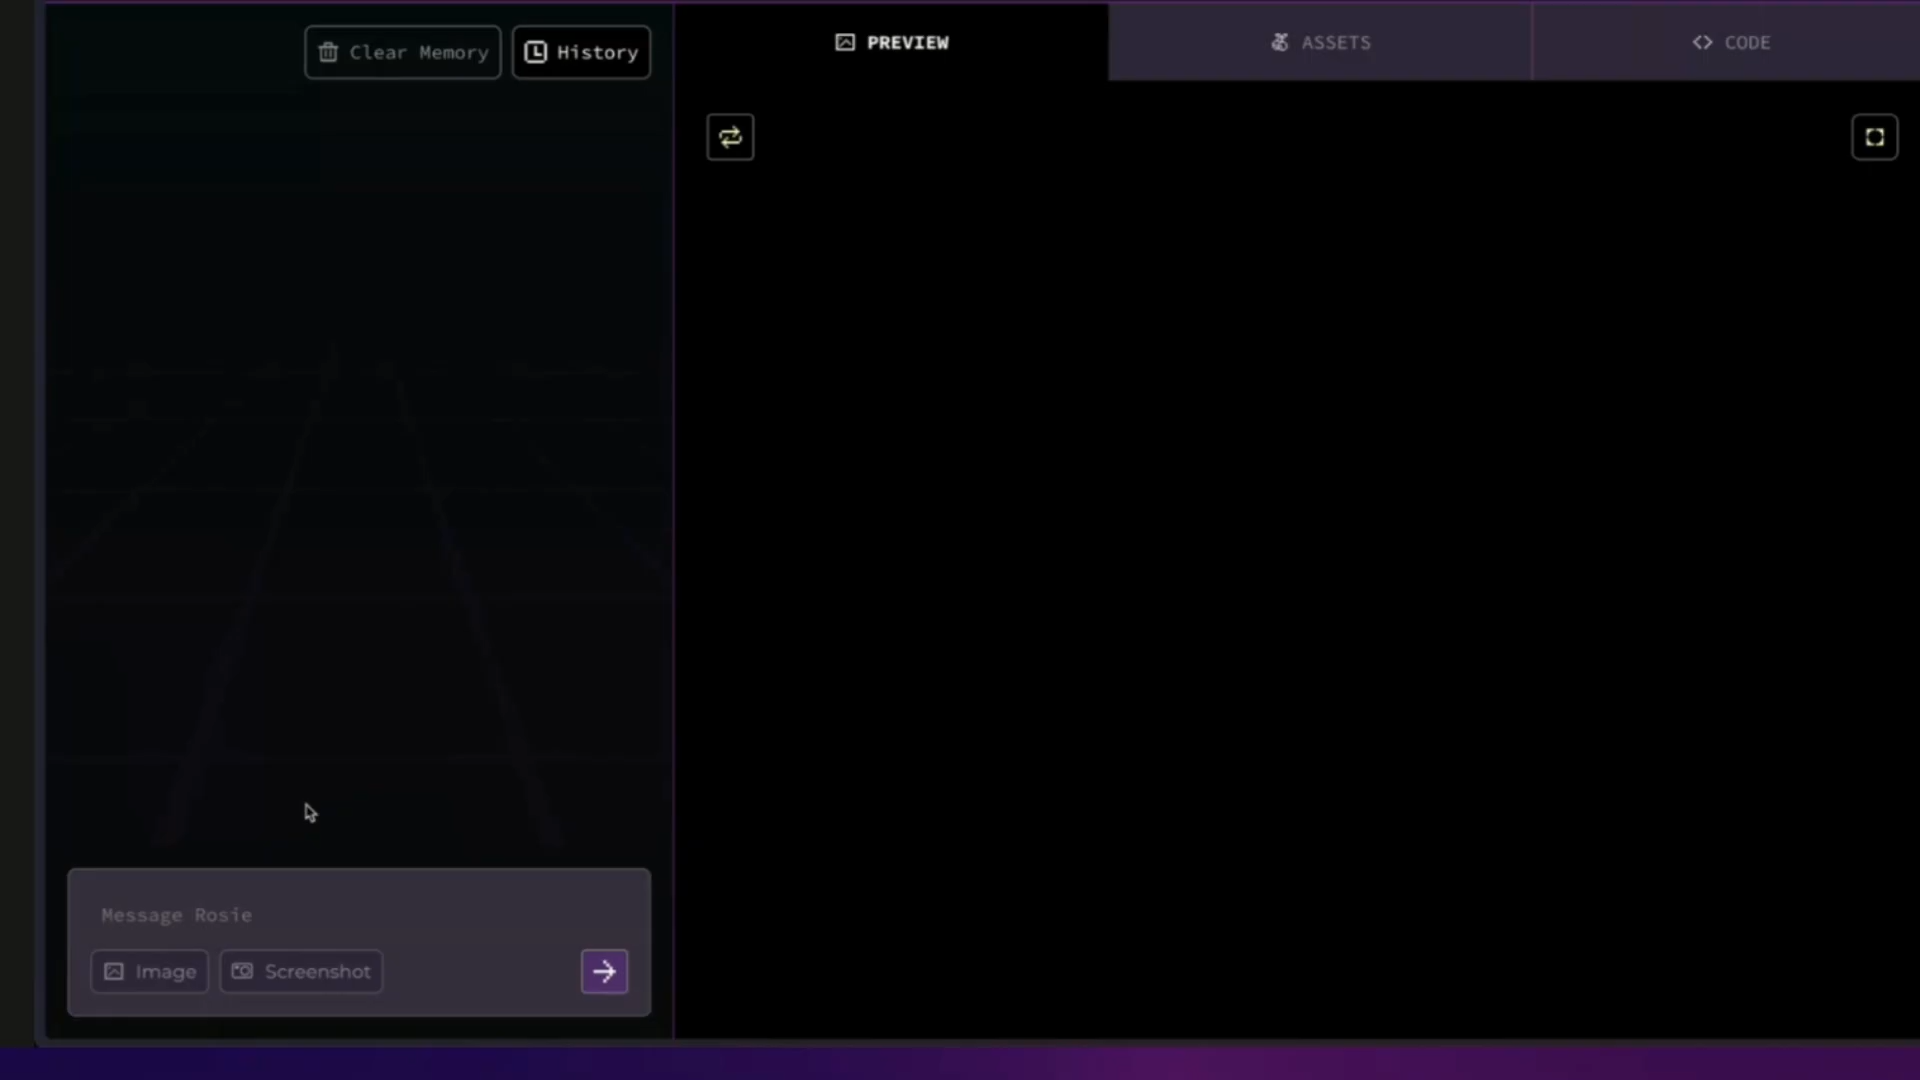 Clear Memory
History
PREVIEW
ASSETS
CODE
Message Rosie
Image
Screenshot